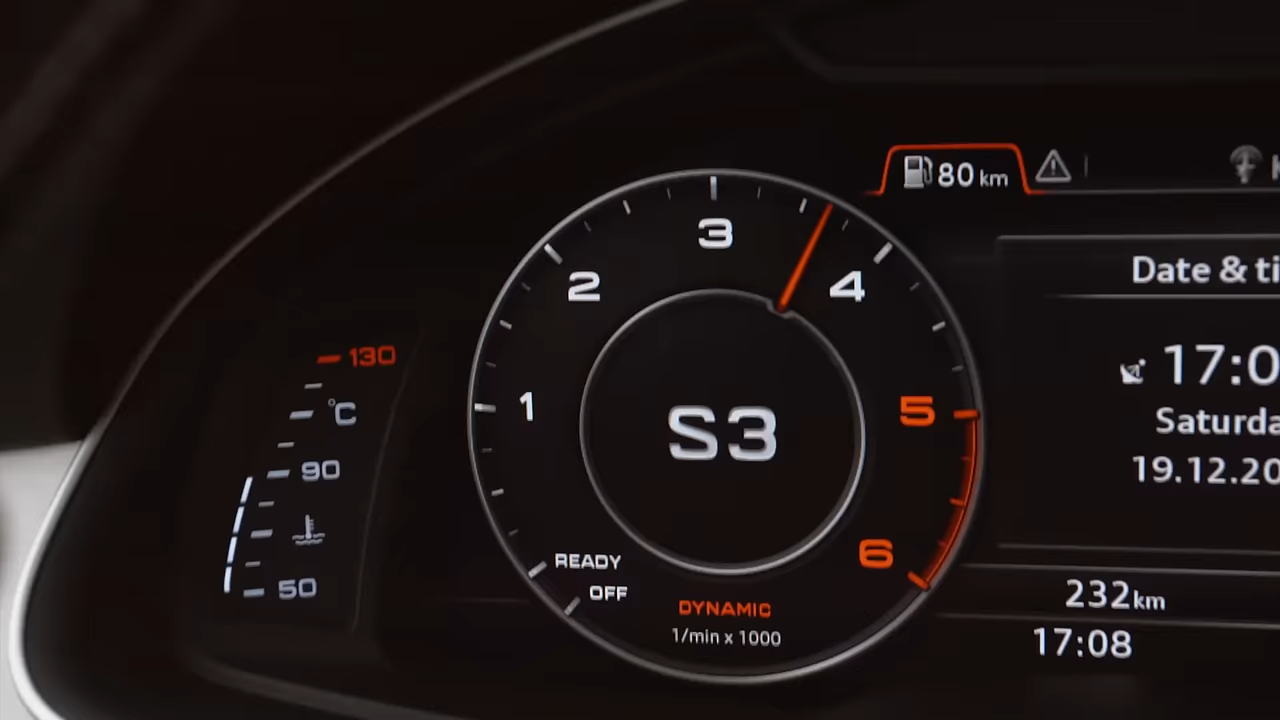 80 km
Date & ti
17:0
Saturda
19.12.20
232km
17:08
130
°C
90
50
1
2
3
4
5
6
S3
READY
OFF
DYNAMIC
1/min x 1000